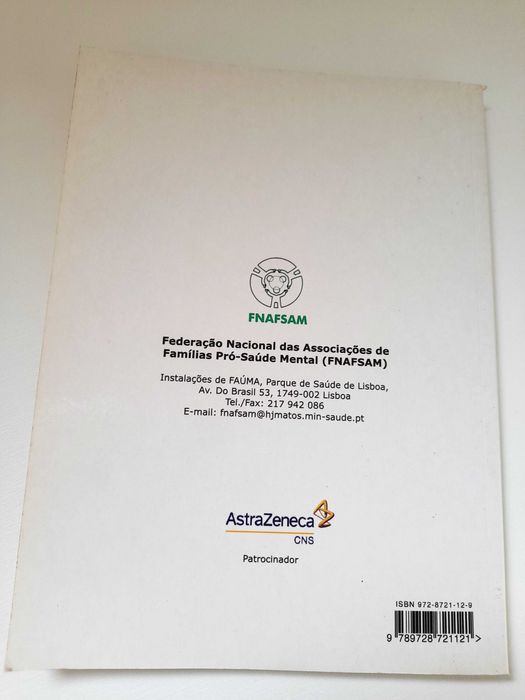 FNAFSAM
Federação Nacional das Associações de
Famílias Pró-Saúde Mental (FNAFSAM)
Instalações de FAÚMA, Parque de Saúde de Lisboa,
Av. Do Brasil 53, 1749-002 Lisboa
Tel./Fax: 217 942 086
E-mail: fnafsam@hjmatos.min-saude.pt
AstraZeneca
CNS
Patrocinador
ISBN 972-8721-12-9
9 789728 721121 >